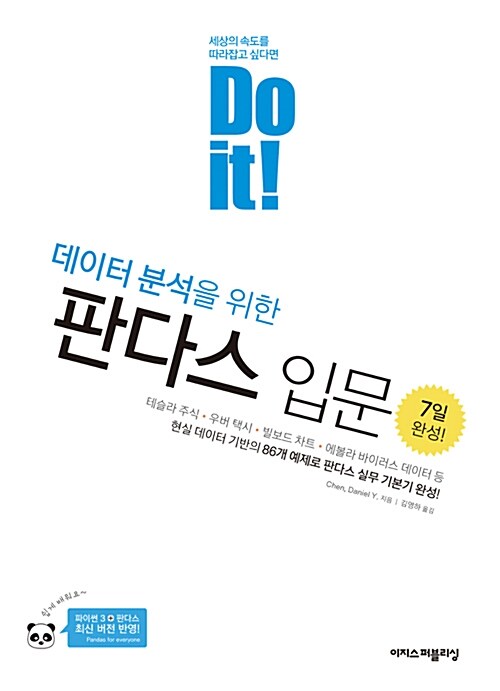 세상의 속도를
따라잡고 싶다면
Do
it!
데이터 분석을 위한
판다스 입문
7일
완성!
테슬라 주식 • 우버 택시 • 빌보드 차트 • 에볼라 바이러스 데이터 등
현실 데이터 기반의 86개 예제로 판다스 실무 기본기 완성!
Chen, Daniel Y. 지음 | 김영하 옮김
쉽게 배워요~
파이썬 3 + 판다스
최신 버전 반영!
Pandas for everyone
이지스 퍼블리싱